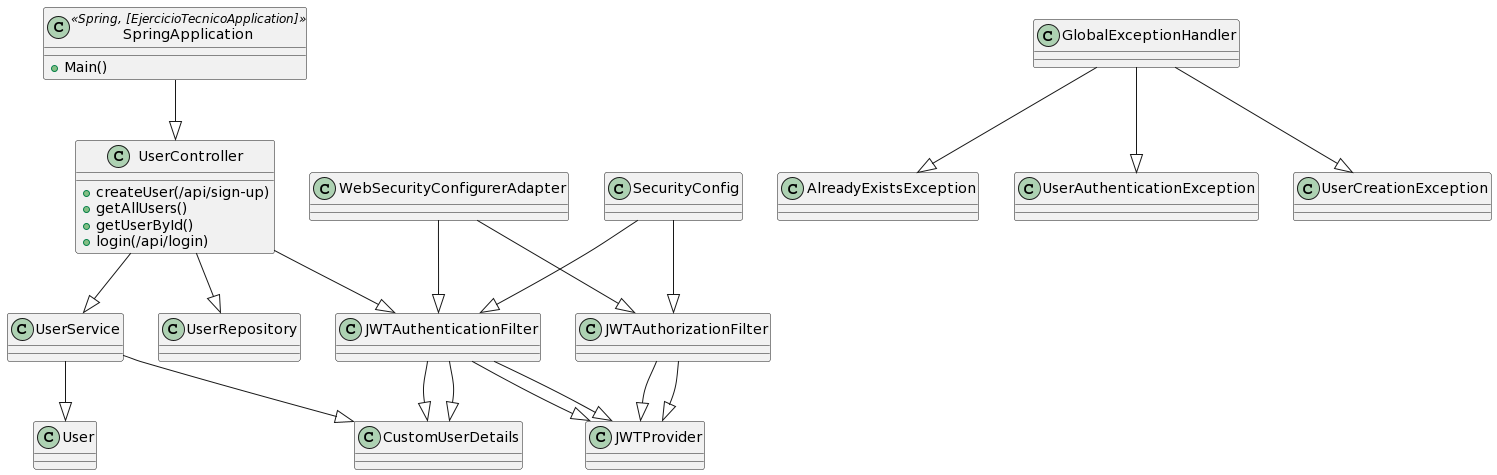 C «Spring, [EjercicioTecnicoApplication]»
SpringApplication
Main()
C GlobalExceptionHandler
C UserController
createUser(/api/sign-up)
getAllUsers()
getUserById()
login(/api/login)
C WebSecurityConfigurerAdapter
C SecurityConfig
C AlreadyExistsException
C UserAuthenticationException
C UserCreationException
C UserService
C UserRepository
C JWTAuthenticationFilter
C JWTAuthorizationFilter
C User
C CustomUserDetails
C JWTProvider